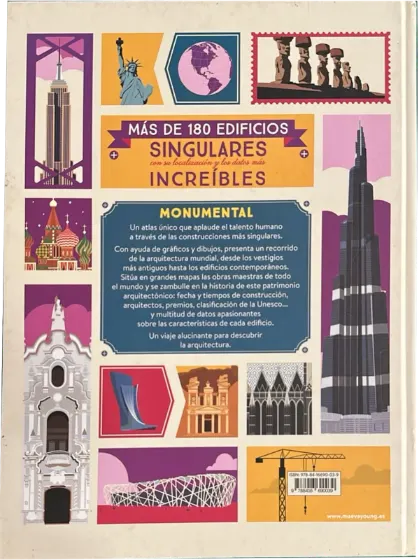 MÁS DE 180 EDIFICIOS
SINGULARES
con su localización y los datos más
INCREÍBLES
MONUMENTAL
Un atlas único que aplaude el talento humano
a través de las construcciones más singulares.
Con ayuda de gráficos y dibujos, presenta un recorrido
de la arquitectura mundial, desde los vestigios
más antiguos hasta los edificios contemporáneos.
Sitúa en grandes mapas las obras maestras de todo
el mundo y se zambulle en la historia de este patrimonio
arquitectónico: fecha y tiempos de construcción,
arquitectos, premios, clasificación de la Unesco...
y multitud de datos apasionantes
sobre las características de cada edificio.
Un viaje alucinante para descubrir
la arquitectura.
www.maevayoung.es